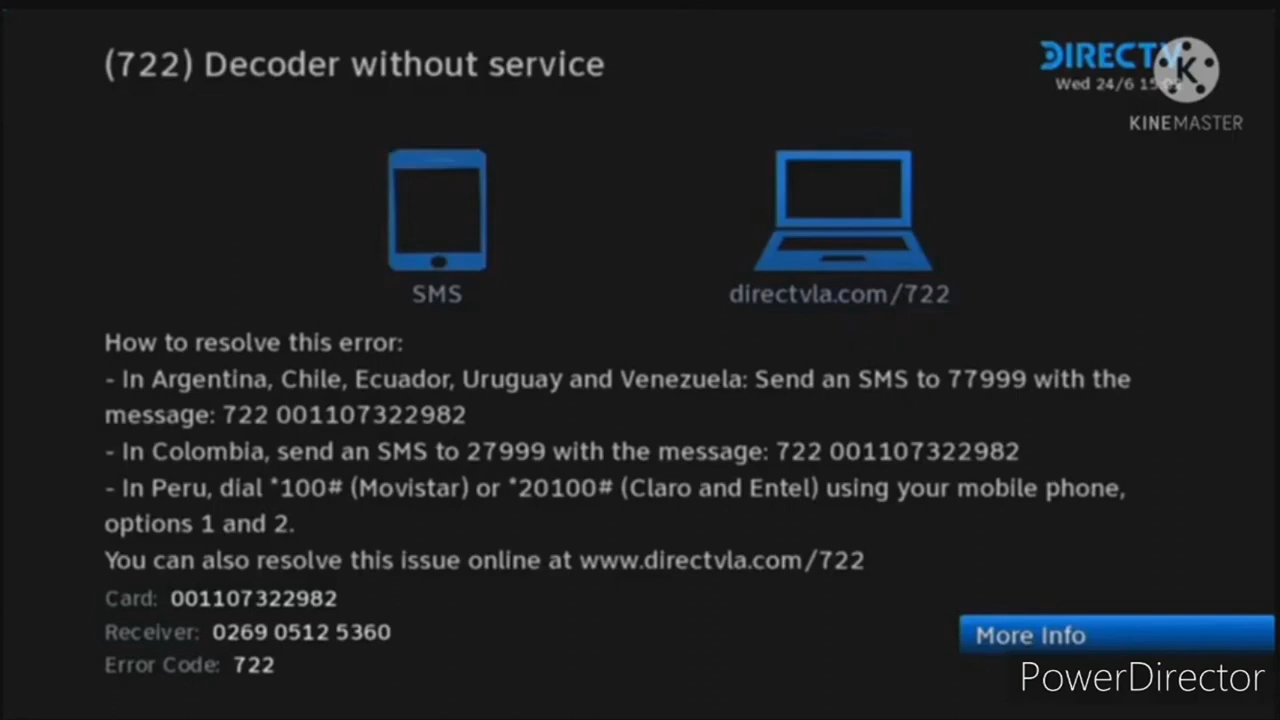 (722) Decoder without service
DIRECTV
Wed 24/6
KINEMASTER
SMS
directvla.com/722
How to resolve this error:
- In Argentina, Chile, Ecuador, Uruguay and Venezuela: Send an SMS to 77999 with the
message: 722 001107322982
- In Colombia, send an SMS to 27999 with the message: 722 001107322982
- In Peru, dial *100# (Movistar) or *20100# (Claro and Entel) using your mobile phone,
options 1 and 2.
You can also resolve this issue online at www.directvla.com/722
Card: 001107322982
Receiver: 0269 0512 5360
Error Code: 722
More Info
PowerDirector